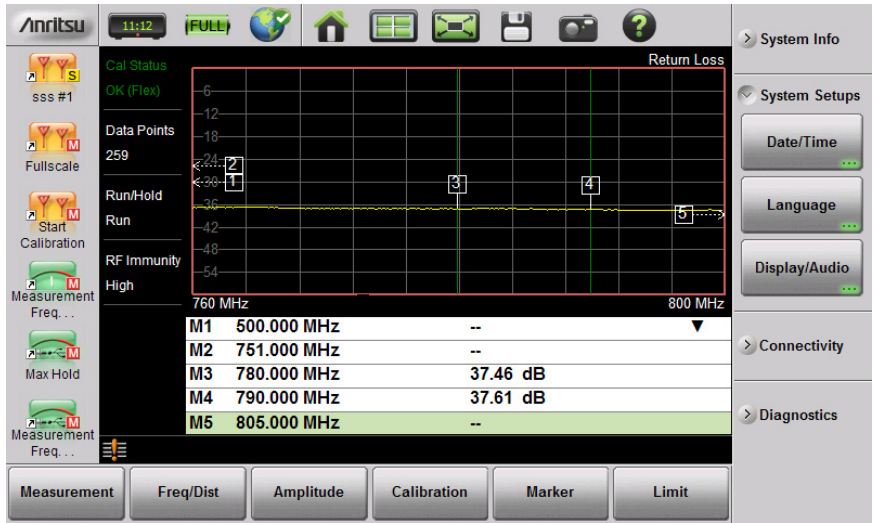 Anritsu
11:12
FULL
?
S
sss #1
M
Fullscale
M
Start
Calibration
M
Measurement
Freq. . .
M
Max Hold
M
Measurement
Freq. . .
Cal Status
OK (Flex)
Data Points
259
Run/Hold
Run
RF Immunity
High
Return Loss
6
12
18
24
30
36
42
48
54
2
1
3
4
5
760 MHz
800 MHz
M1 500.000 MHz --
M2 751.000 MHz --
M3 780.000 MHz 37.46 dB
M4 790.000 MHz 37.61 dB
M5 805.000 MHz --
Measurement
Freq/Dist
Amplitude
Calibration
Marker
Limit
System Info
System Setups
Date/Time
Language
Display/Audio
Connectivity
Diagnostics